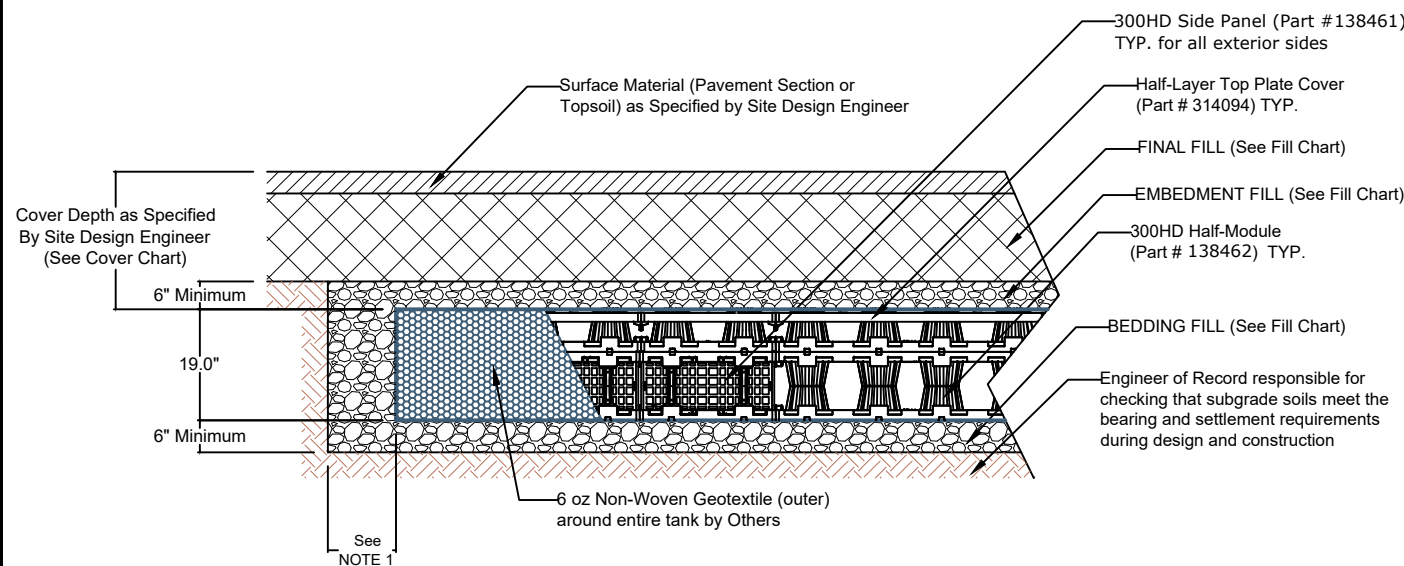 300HD Side Panel (Part #138461)
TYP. for all exterior sides
Surface Material (Pavement Section or
Topsoil) as Specified by Site Design Engineer
Half-Layer Top Plate Cover
(Part # 314094) TYP.
FINAL FILL (See Fill Chart)
EMBEDMENT FILL (See Fill Chart)
Cover Depth as Specified
By Site Design Engineer
(See Cover Chart)
300HD Half-Module
(Part # 138462) TYP.
6" Minimum
BEDDING FILL (See Fill Chart)
19.0"
Engineer of Record responsible for
checking that subgrade soils meet the
bearing and settlement requirements
during design and construction
6" Minimum
6 oz Non-Woven Geotextile (outer)
around entire tank by Others
See
NOTE 1